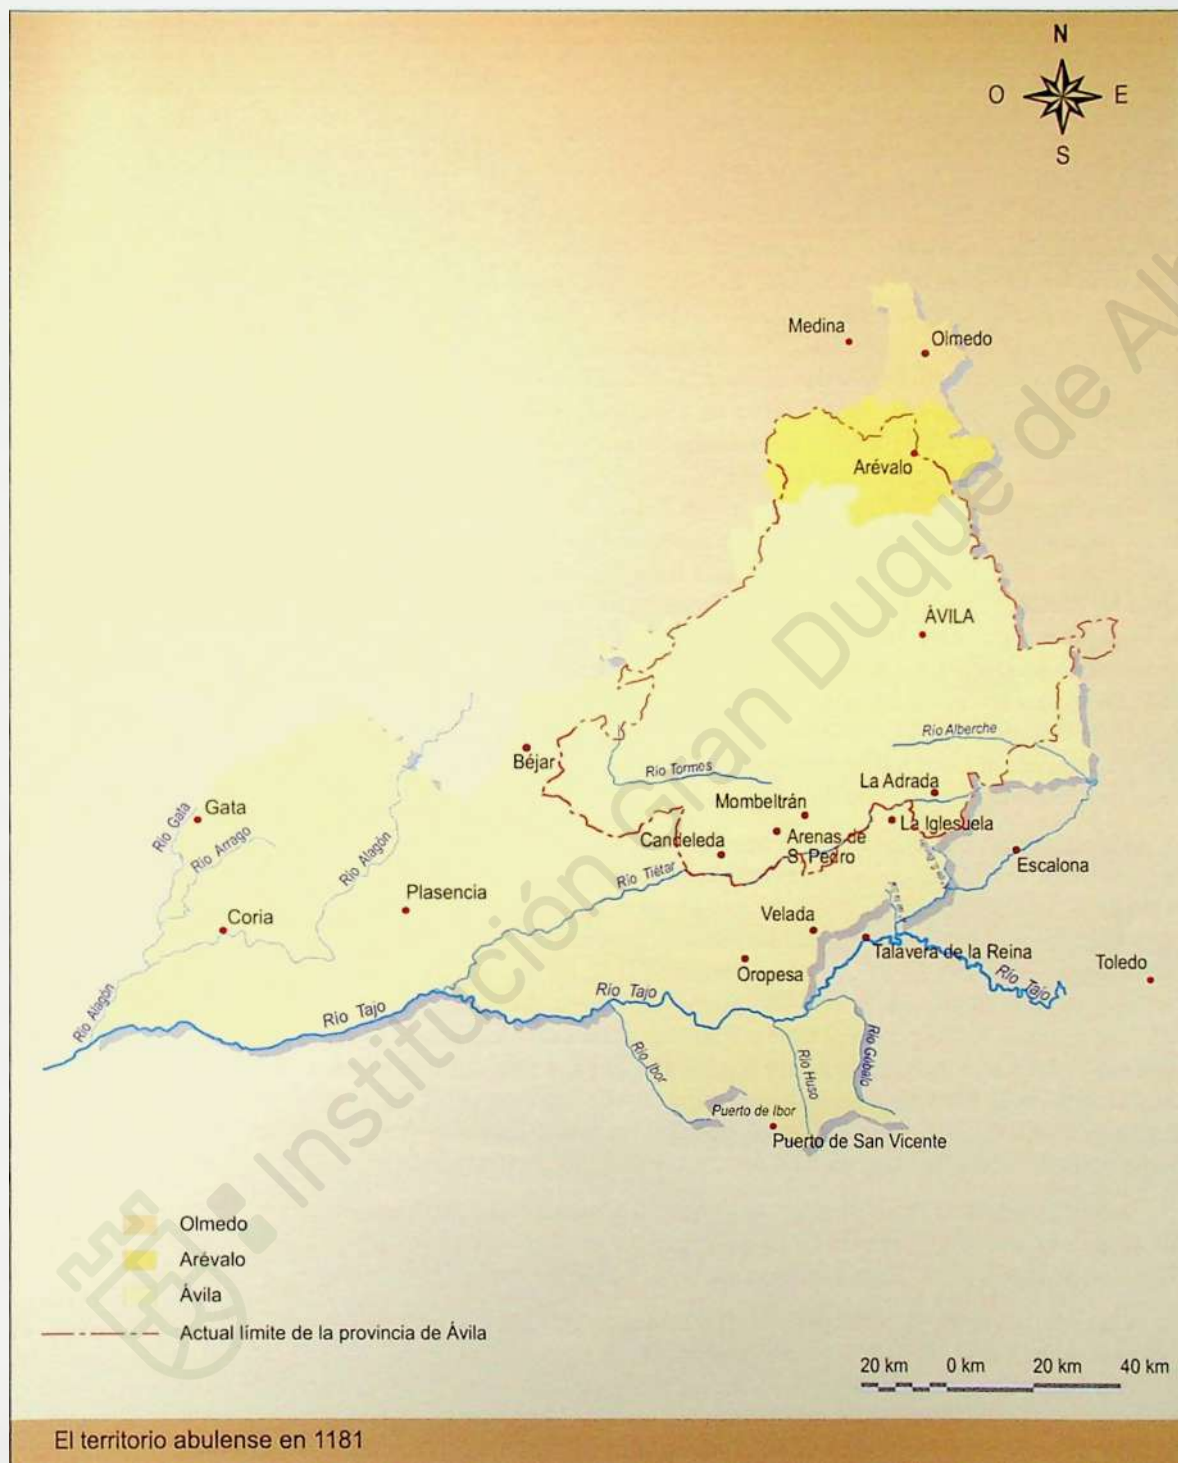 N
O
E
S
Medina
Olmedo
Arévalo
ÁVILA
Río Alberche
Béjar
Río Tormes
La Adrada
Gata
Río Gata
Mombeltrán
La Iglesuela
Río Arrago
Candeleda
Arenas de
S. Pedro
Escalona
Río Alagón
Río Tiétar
Plasencia
Coria
Velada
Talavera de la Reina
Toledo
Oropesa
Río Tajo
Río Alagón
Río Tajo
Río Tajo
Río Ibor
Río Huso
Río Gébalo
Puerto de Ibor
Puerto de San Vicente
Olmedo
Arévalo
Ávila
Actual límite de la provincia de Ávila
20 km 0 km 20 km 40 km
El territorio abulense en 1181
Institución Gran Duque de Alb